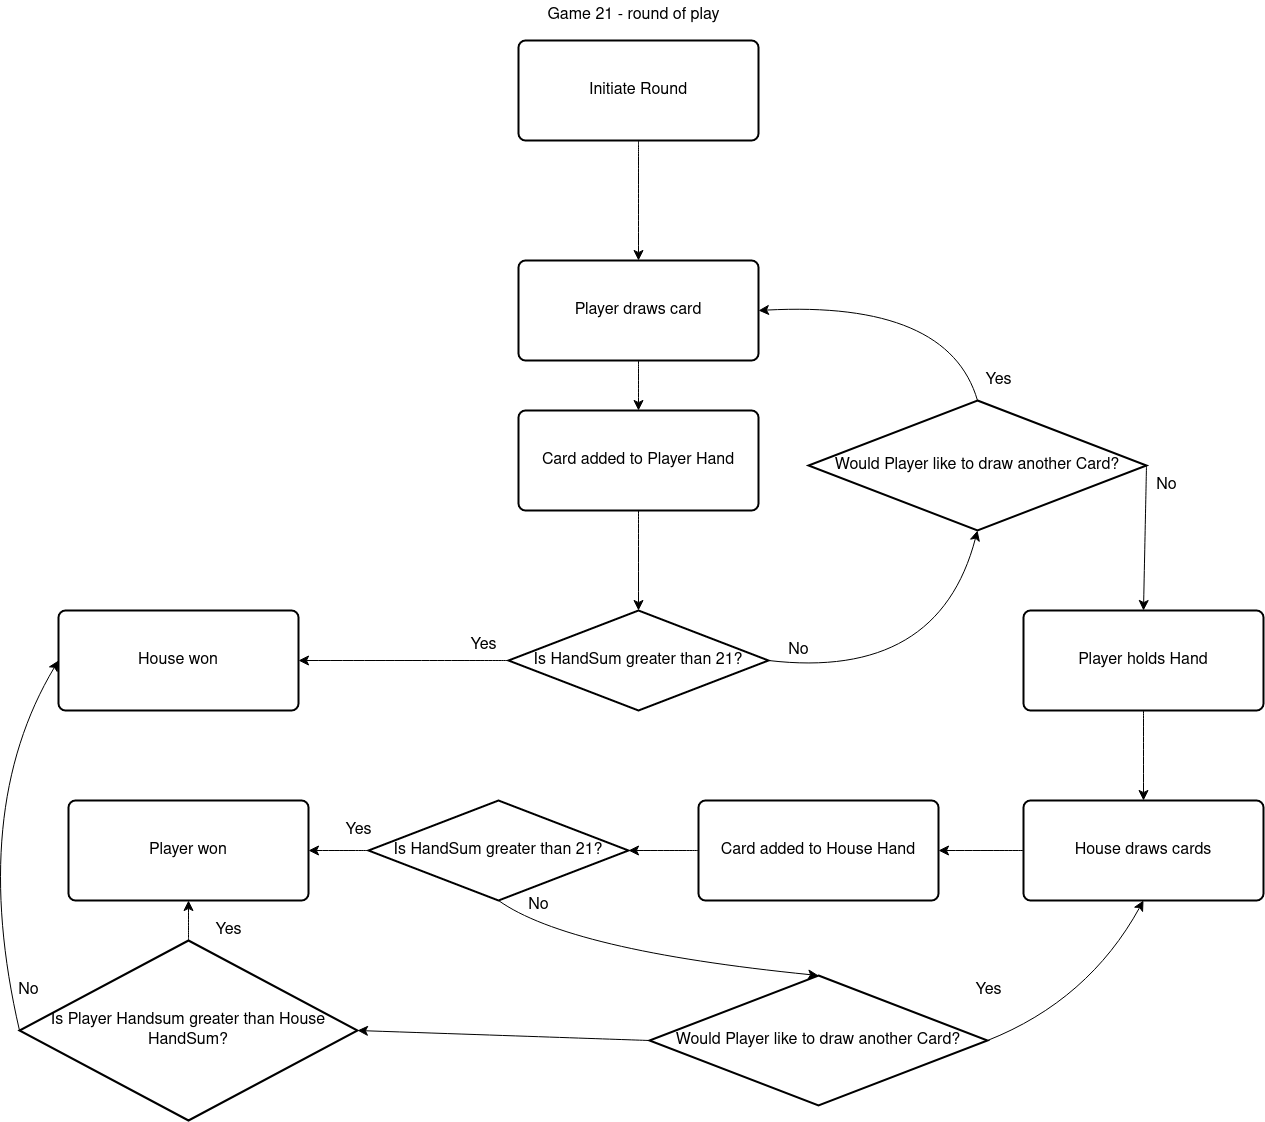 Game 21 - round of play
Initiate Round
Player draws card
Yes
Card added to Player Hand
Would Player like to draw another Card?
No
House won
Yes
Is HandSum greater than 21?
No
Player holds Hand
Player won
Yes
Is HandSum greater than 21?
Card added to House Hand
House draws cards
No
Yes
No
Yes
Is Player Handsum greater than House
HandSum?
Would Player like to draw another Card?